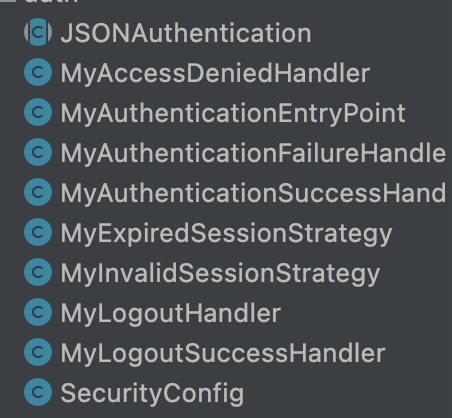 JSONAuthentication
MyAccessDeniedHandler
MyAuthenticationEntryPoint
MyAuthenticationFailureHandle
MyAuthenticationSuccessHand
MyExpiredSessionStrategy
MyInvalidSessionStrategy
MyLogoutHandler
MyLogoutSuccessHandler
SecurityConfig